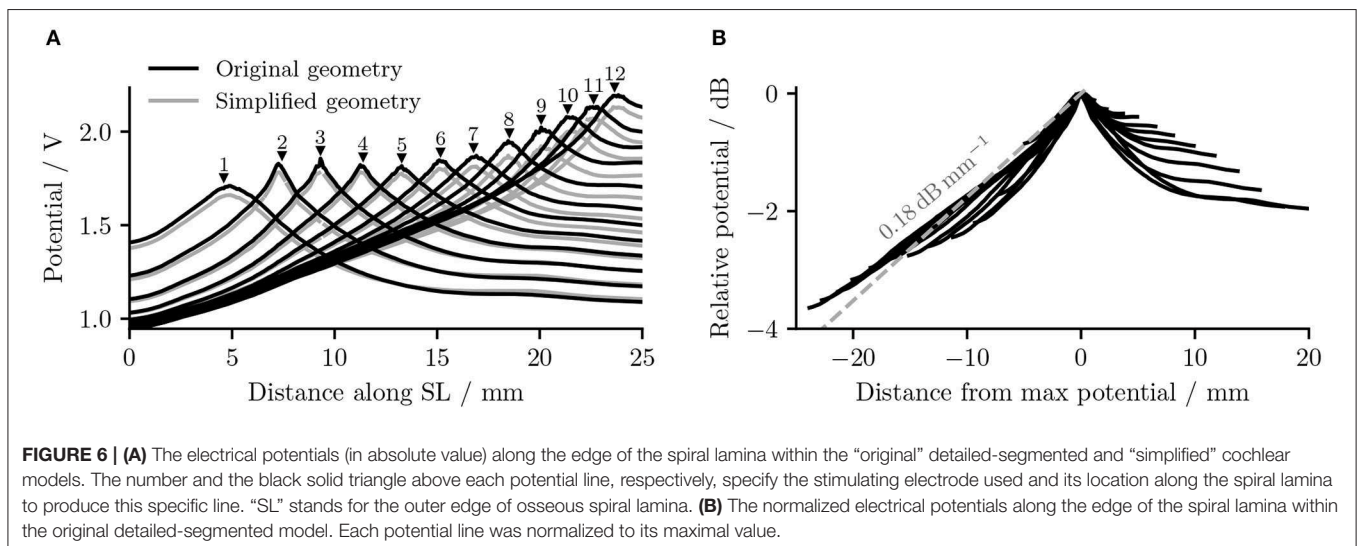 A
B
Original geometry
Simplified geometry
1 2 3 4 5 6 7 8 9 10 11 12
2.0
1.5
1.0
Potential / V
0 5 10 15 20 25
Distance along SL / mm
0
−2
−4
Relative potential / dB
0.18 dB mm⁻¹
−20 −10 0 10 20
Distance from max potential / mm
FIGURE 6 | (A) The electrical potentials (in absolute value) along the edge of the spiral lamina within the “original” detailed-segmented and “simplified” cochlear
models. The number and the black solid triangle above each potential line, respectively, specify the stimulating electrode used and its location along the spiral lamina
to produce this specific line. “SL” stands for the outer edge of osseous spiral lamina. (B) The normalized electrical potentials along the edge of the spiral lamina within
the original detailed-segmented model. Each potential line was normalized to its maximal value.